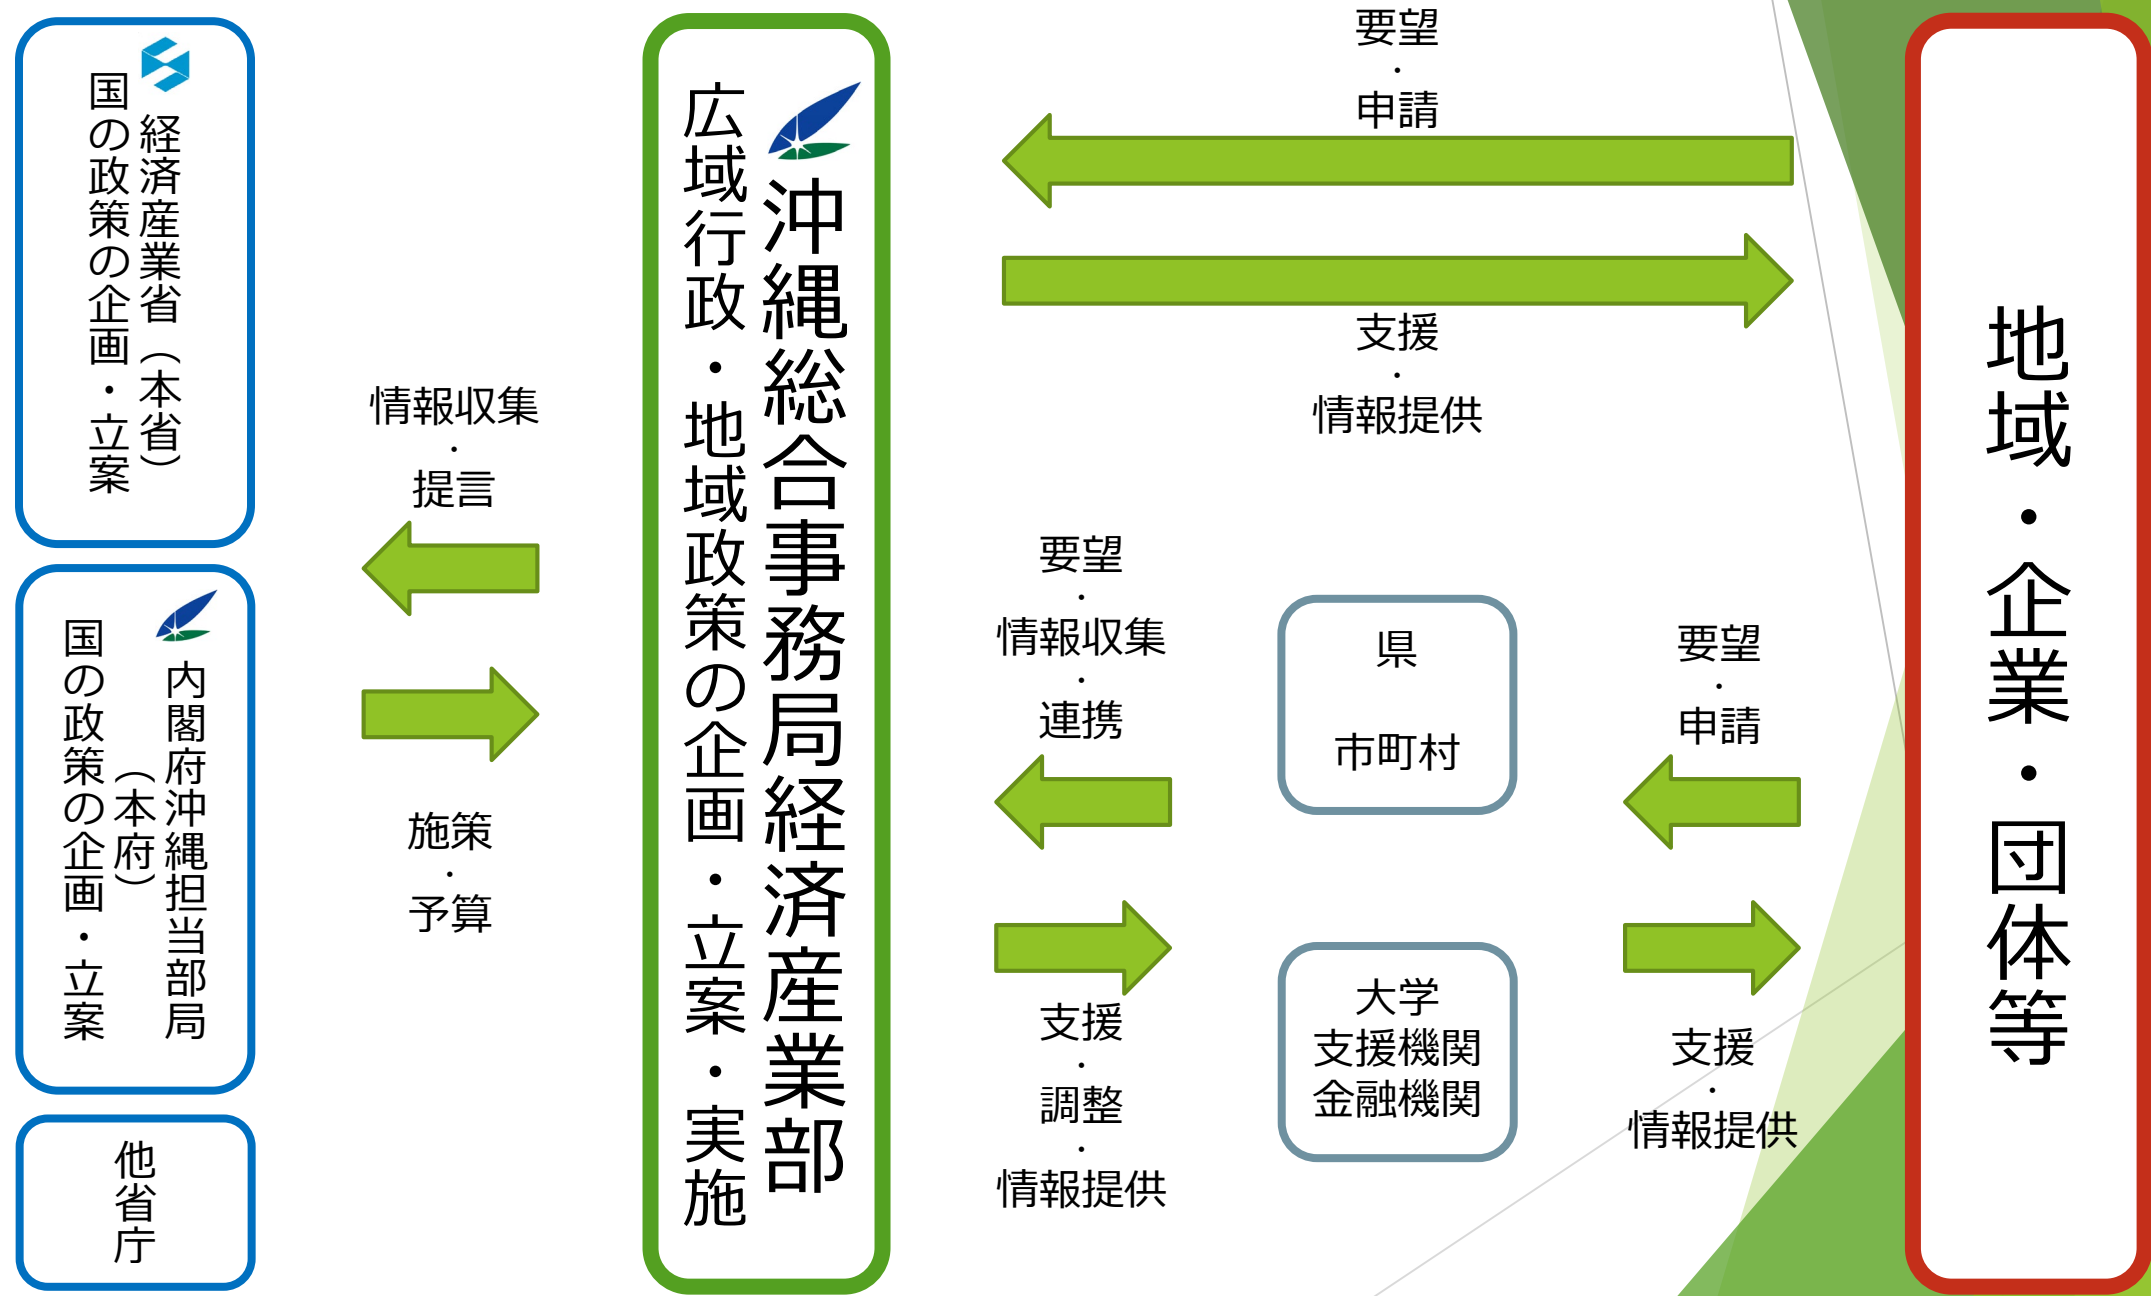 経済産業省（本省）
国の政策の企画・立案
内閣府沖縄担当部局
（本府）
国の政策の企画・立案
他省庁
情報収集
・
提言
施策
・
予算
沖縄総合事務局経済産業部
広域行政・地域政策の企画・立案・実施
要望
・
申請
支援
・
情報提供
要望
・
情報収集
・
連携
支援
・
調整
・
情報提供
県
市町村
大学
支援機関
金融機関
要望
・
申請
支援
・
情報提供
地域・企業・団体等